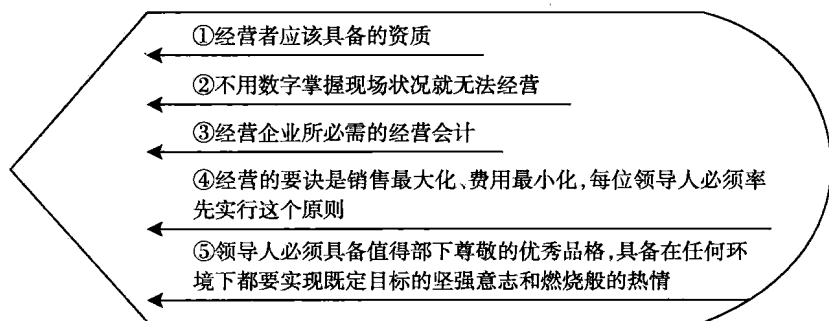 ①经营者应该具备的资质
②不用数字掌握现场状况就无法经营
③经营企业所必需的经营会计
④经营的要诀是销售最大化、费用最小化,每位领导人必须率
先实行这个原则
⑤领导人必须具备值得部下尊敬的优秀品格,具备在任何环
境下都要实现既定目标的坚强意志和燃烧般的热情